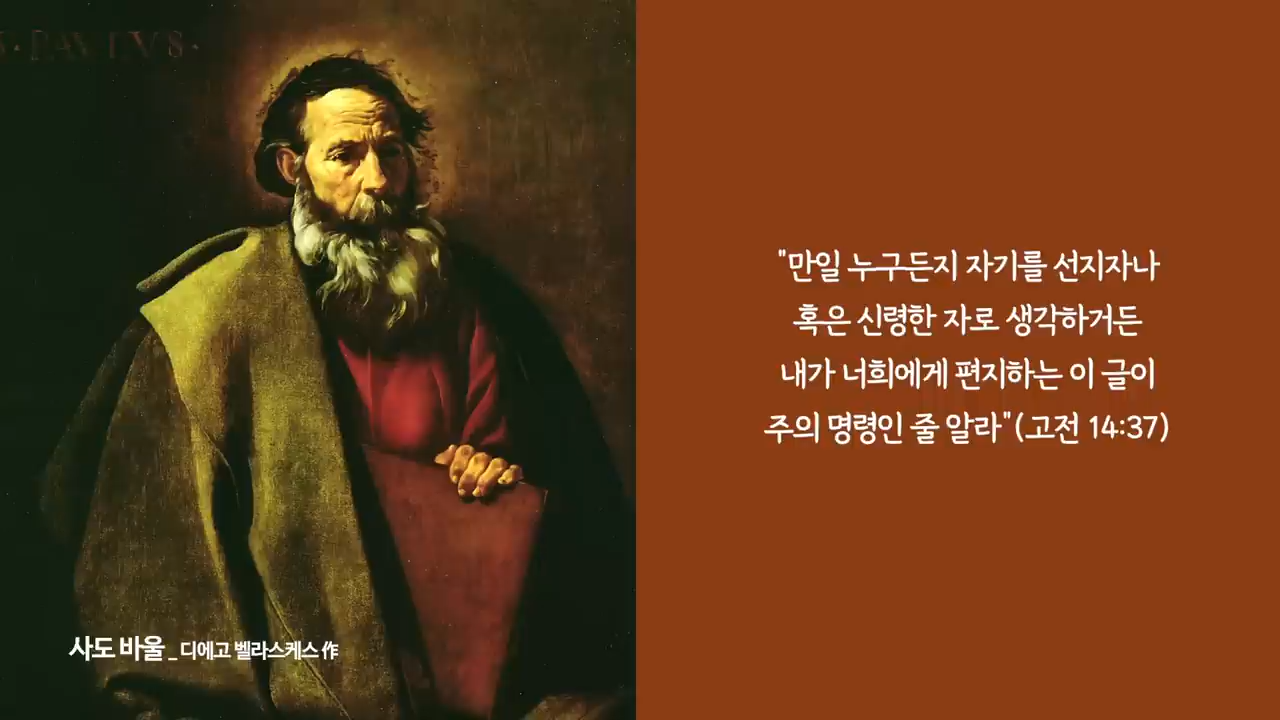 S · PAVLVS ·
"만일 누구든지 자기를 선지자나
혹은 신령한 자로 생각하거든
내가 너희에게 편지하는 이 글이
주의 명령인 줄 알라"(고전 14:37)
사도 바울 _ 디에고 벨라스케스 作